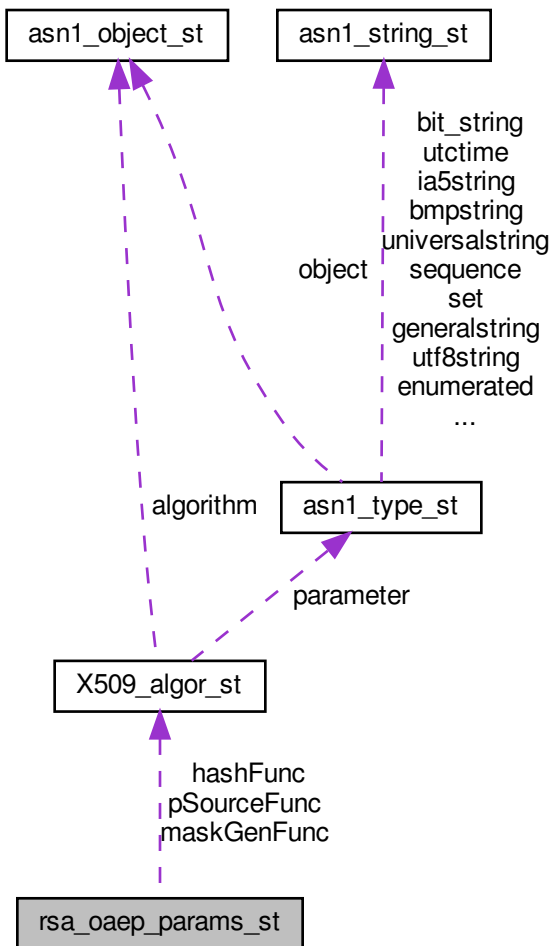 asn1_object_st
asn1_string_st
bit_string
utctime
ia5string
bmpstring
universalstring
object
sequence
set
generalstring
utf8string
enumerated
...
algorithm
asn1_type_st
parameter
X509_algor_st
hashFunc
pSourceFunc
maskGenFunc
rsa_oaep_params_st